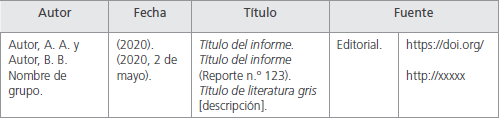 Autor Fecha Título Fuente
Autor, A. A. y
Autor, B. B.
Nombre de
grupo.
(2020).
(2020, 2 de
mayo).
Título del informe.
Título del informe
(Reporte n.º 123).
Título de literatura gris
[descripción].
Editorial.
https://doi.org/
http://xxxxx